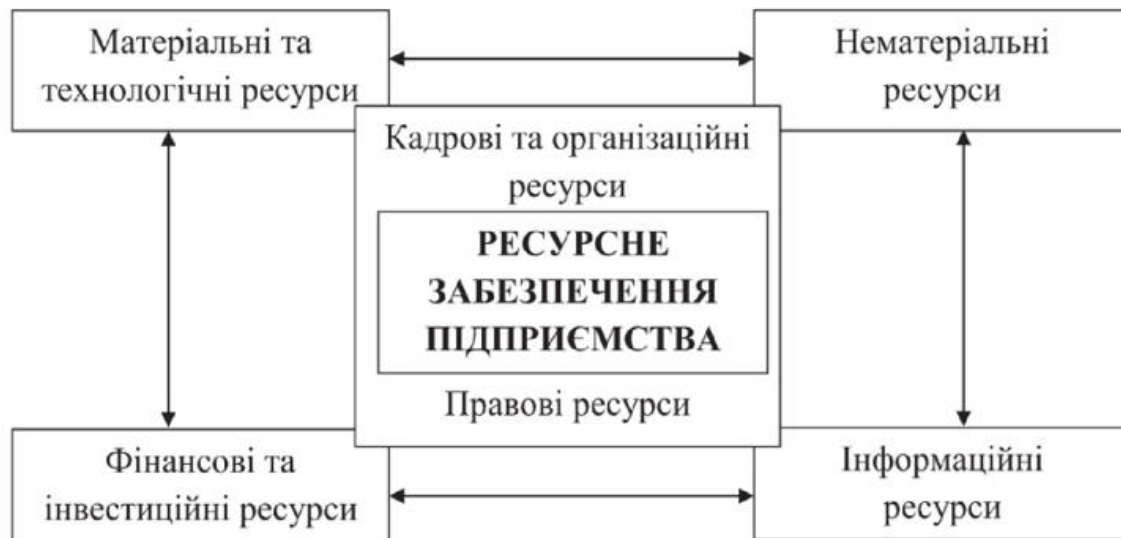 Матеріальні та
технологічні ресурси
Нематеріальні
ресурси
Кадрові та організаційні
ресурси
РЕСУРСНЕ
ЗАБЕЗПЕЧЕННЯ
ПІДПРИЄМСТВА
Правові ресурси
Фінансові та
інвестиційні ресурси
Інформаційні
ресурси